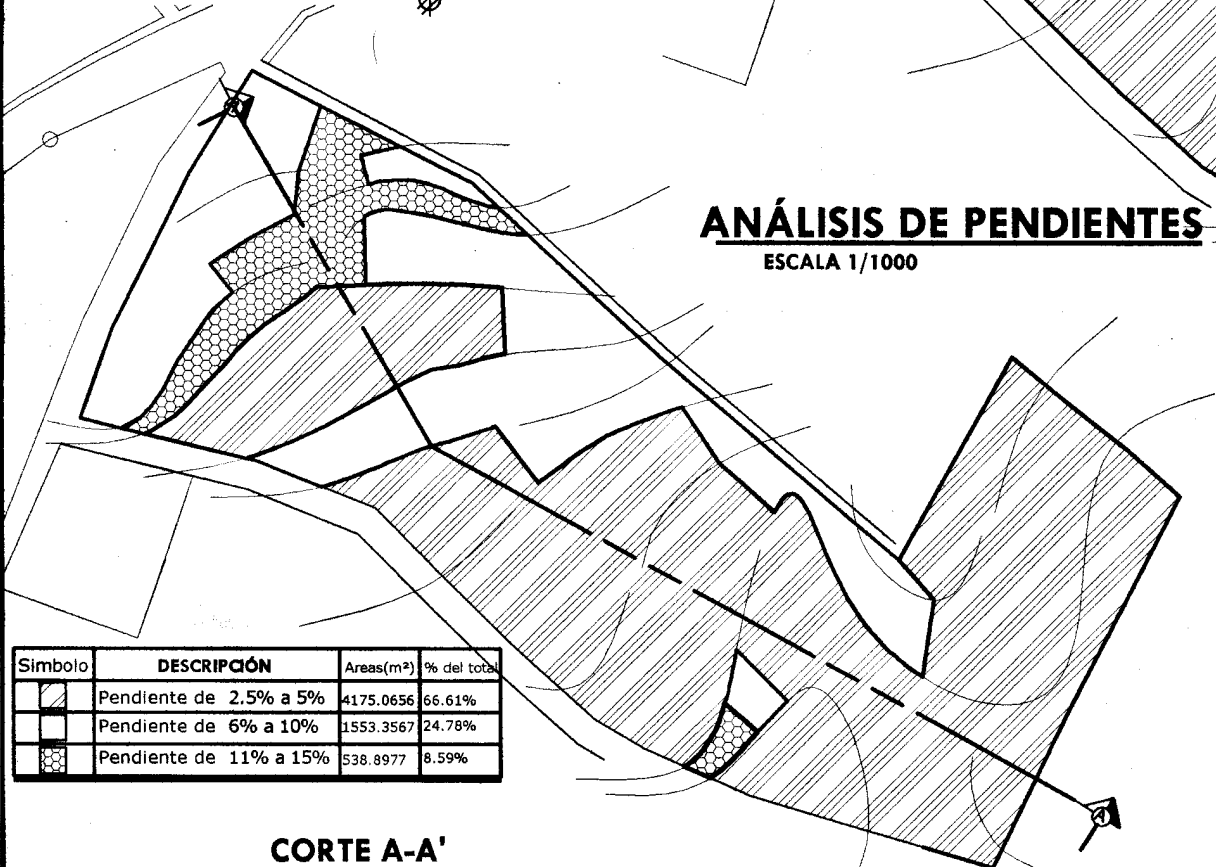 ANÁLISIS DE PENDIENTES
ESCALA 1/1000
Simbolo DESCRIPCIÓN Areas(m²) % del total
Pendiente de 2.5% a 5% 4175.0656 66.61%
Pendiente de 6% a 10% 1553.3567 24.78%
Pendiente de 11% a 15% 538.8977 8.59%
A
CORTE A-A'